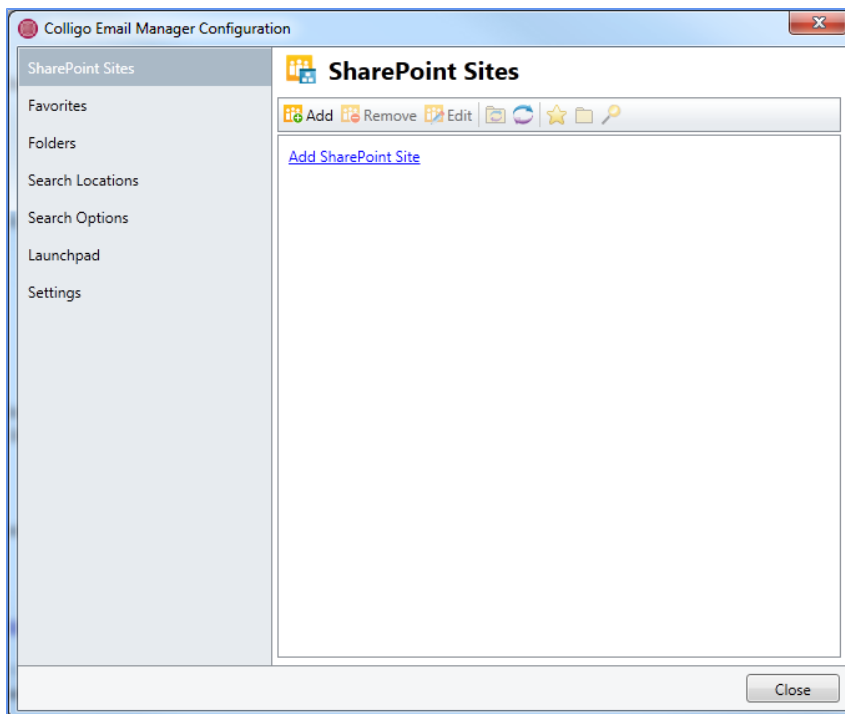 Colligo Email Manager Configuration
SharePoint Sites
Favorites
Folders
Search Locations
Search Options
Launchpad
Settings
SharePoint Sites
Add Remove Edit
Add SharePoint Site
Close